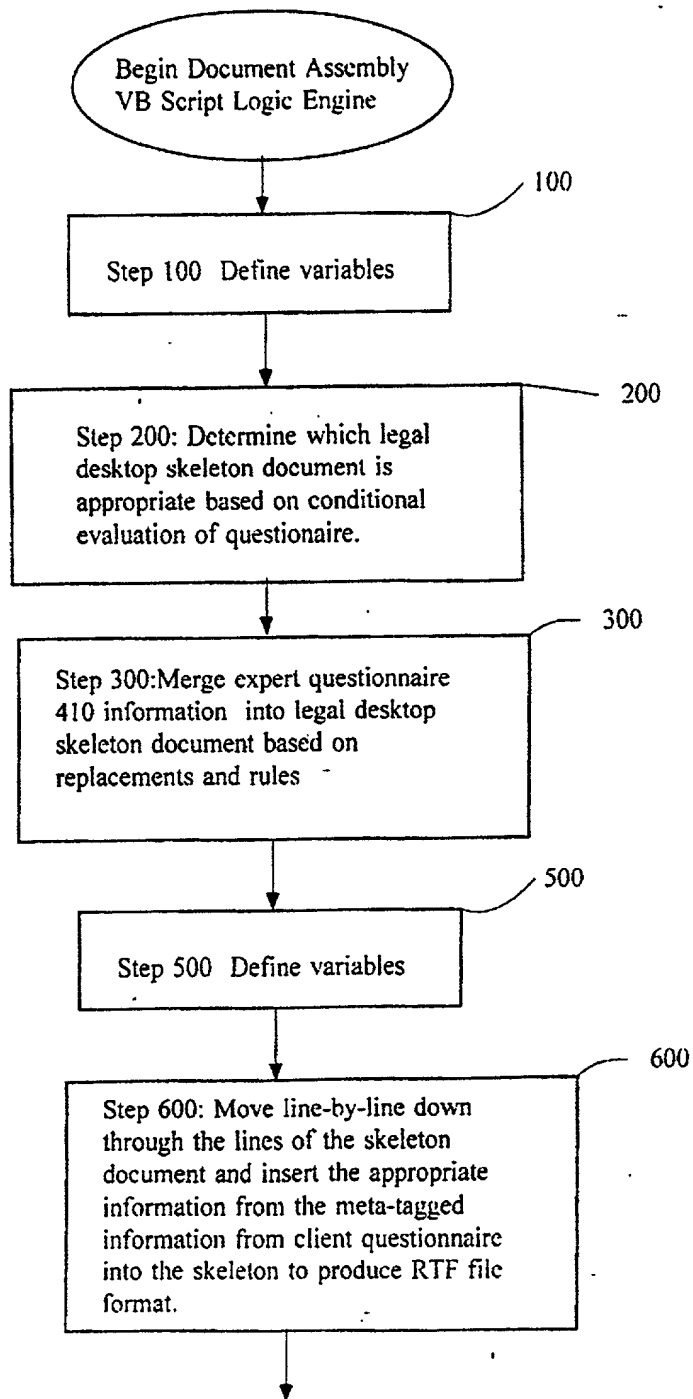 Begin Document Assembly
VB Script Logic Engine
100
Step 100 Define variables
200
Step 200: Determine which legal
desktop skeleton document is
appropriate based on conditional
evaluation of questionaire.
300
Step 300:Merge expert questionnaire
410 information into legal desktop
skeleton document based on
replacements and rules
500
Step 500 Define variables
600
Step 600: Move line-by-line down
through the lines of the skeleton
document and insert the appropriate
information from the meta-tagged
information from client questionnaire
into the skeleton to produce RTF file
format.